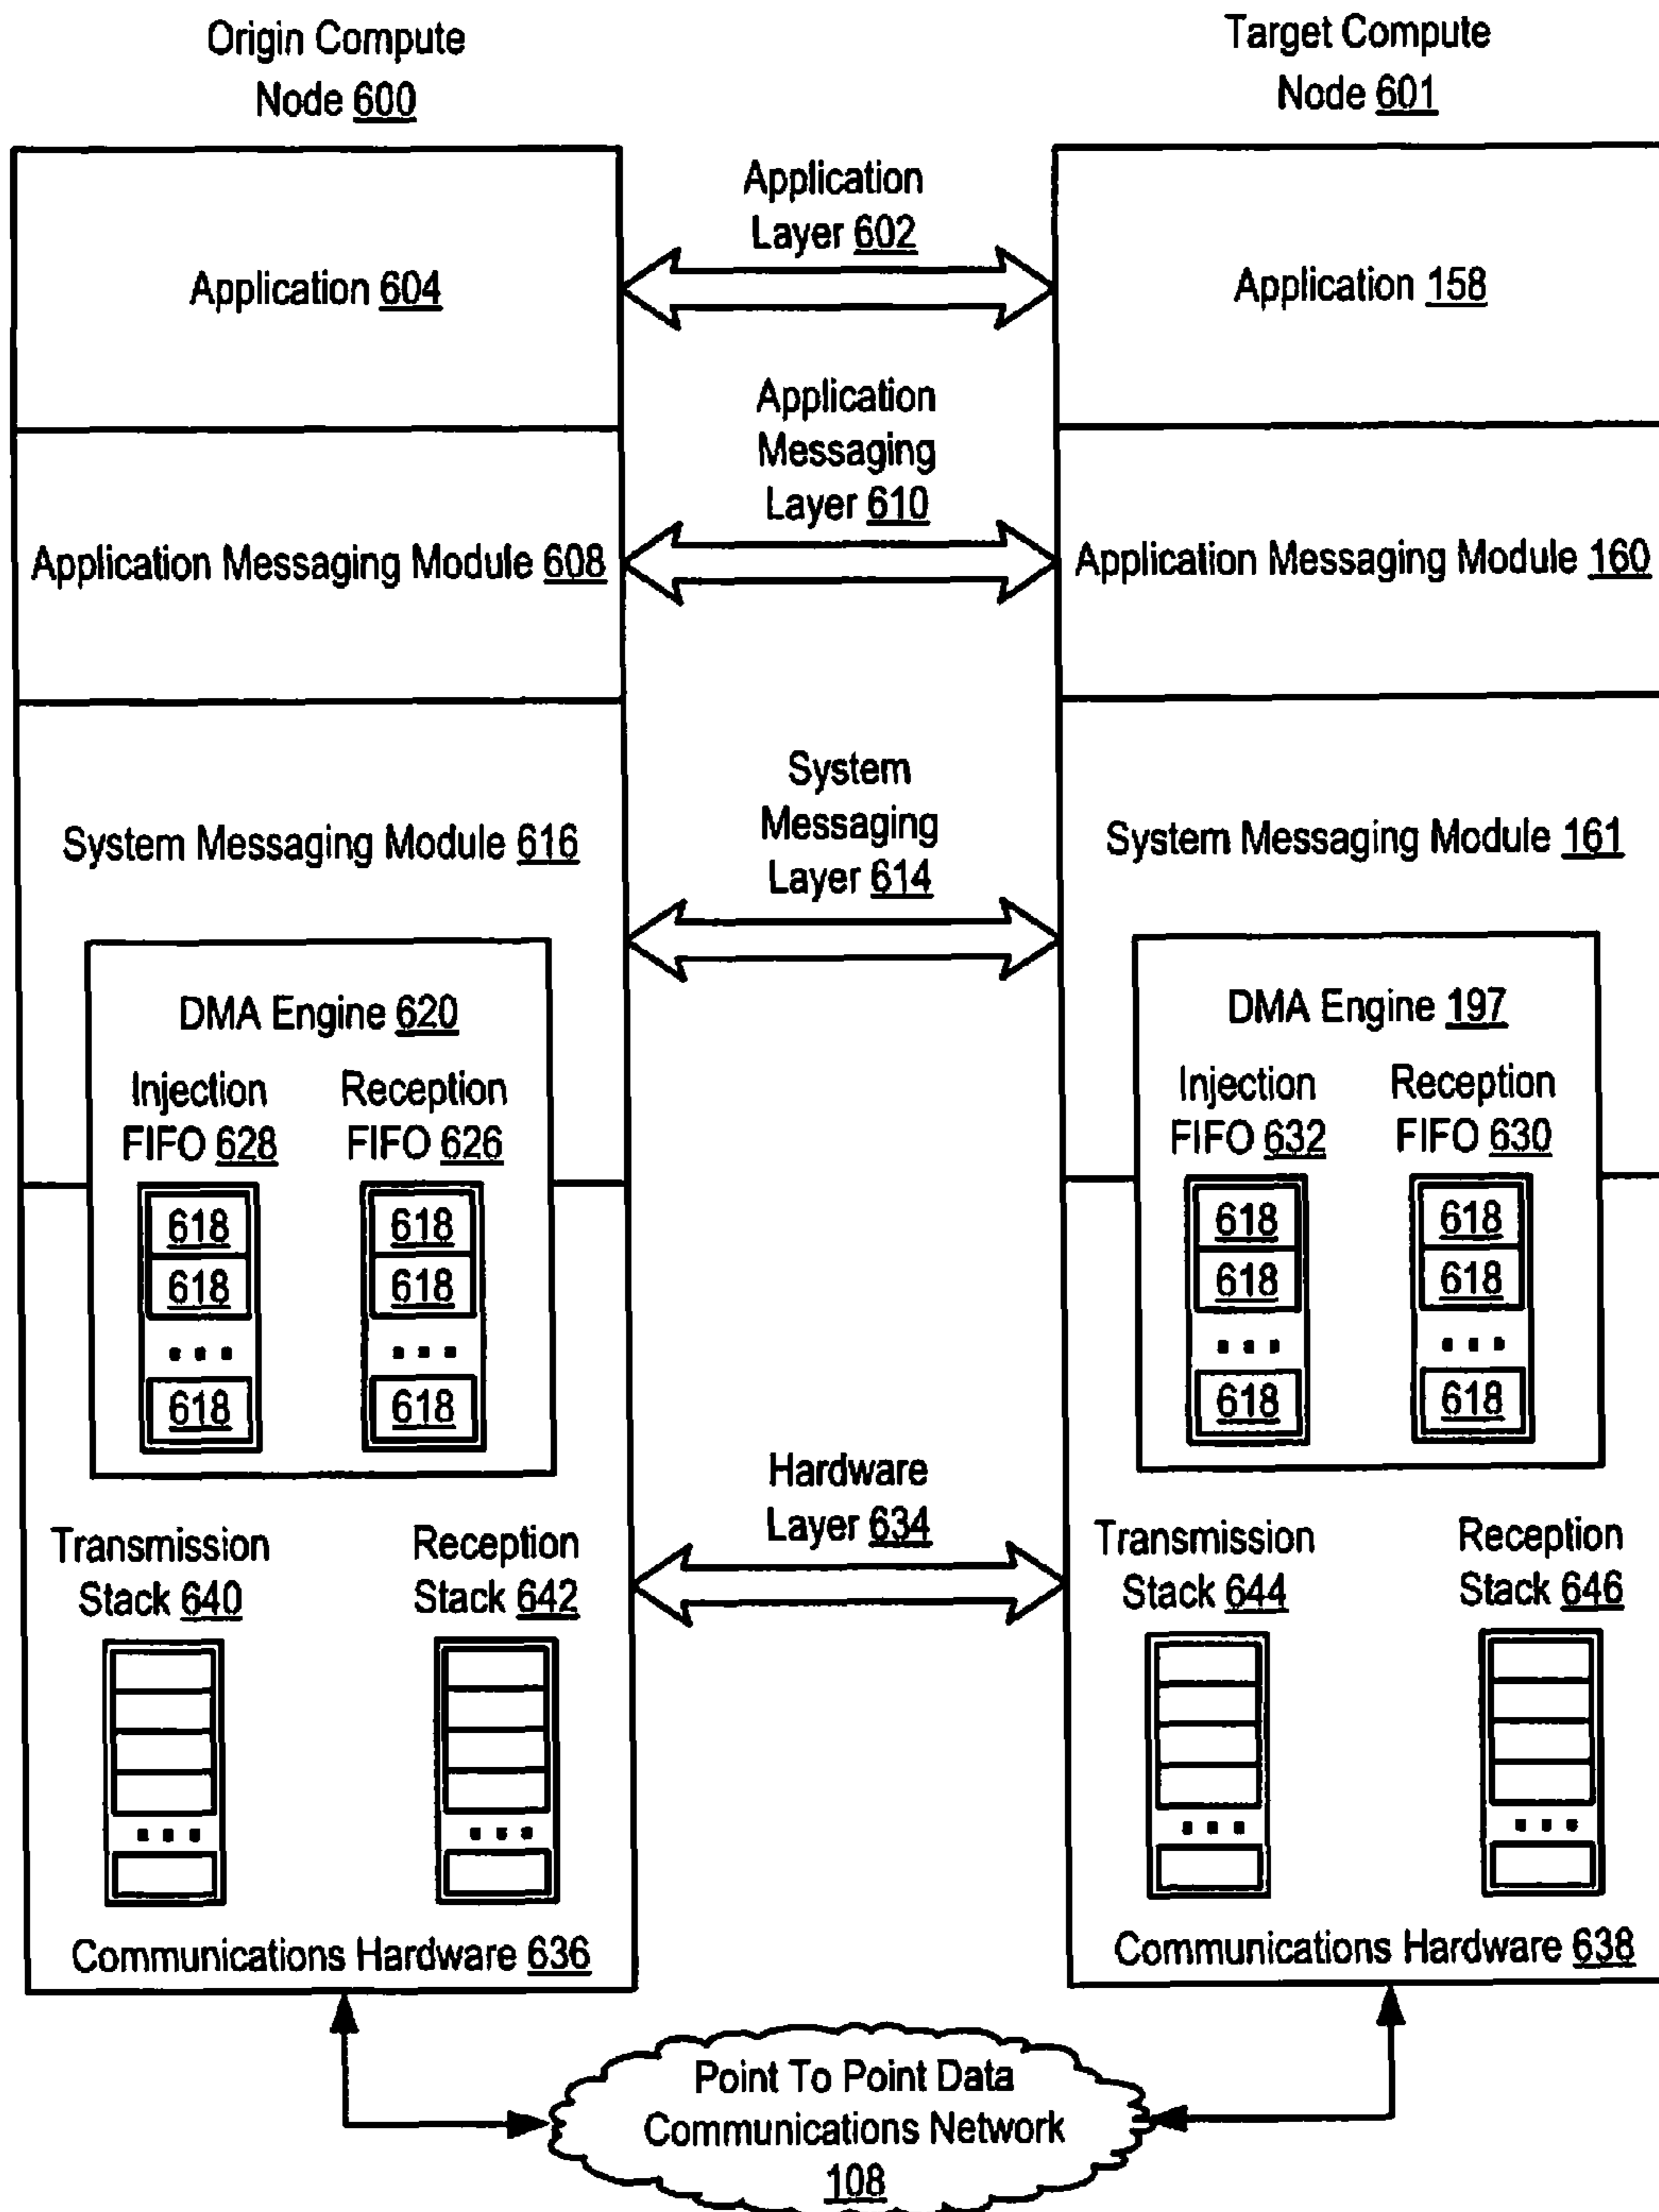 Origin Compute
Node 600
Target Compute
Node 601
Application
Layer 602
Application 604
Application 158
Application
Messaging
Layer 610
Application Messaging Module 608
Application Messaging Module 160
System
Messaging
Layer 614
System Messaging Module 616
System Messaging Module 161
DMA Engine 620
Injection
FIFO 628
618
618
...
618
Reception
FIFO 626
618
618
...
618
DMA Engine 197
Injection
FIFO 632
618
618
...
618
Reception
FIFO 630
618
618
...
618
Hardware
Layer 634
Transmission
Stack 640
...
Reception
Stack 642
...
Transmission
Stack 644
...
Reception
Stack 646
...
Communications Hardware 636
Communications Hardware 638
Point To Point Data
Communications Network
108